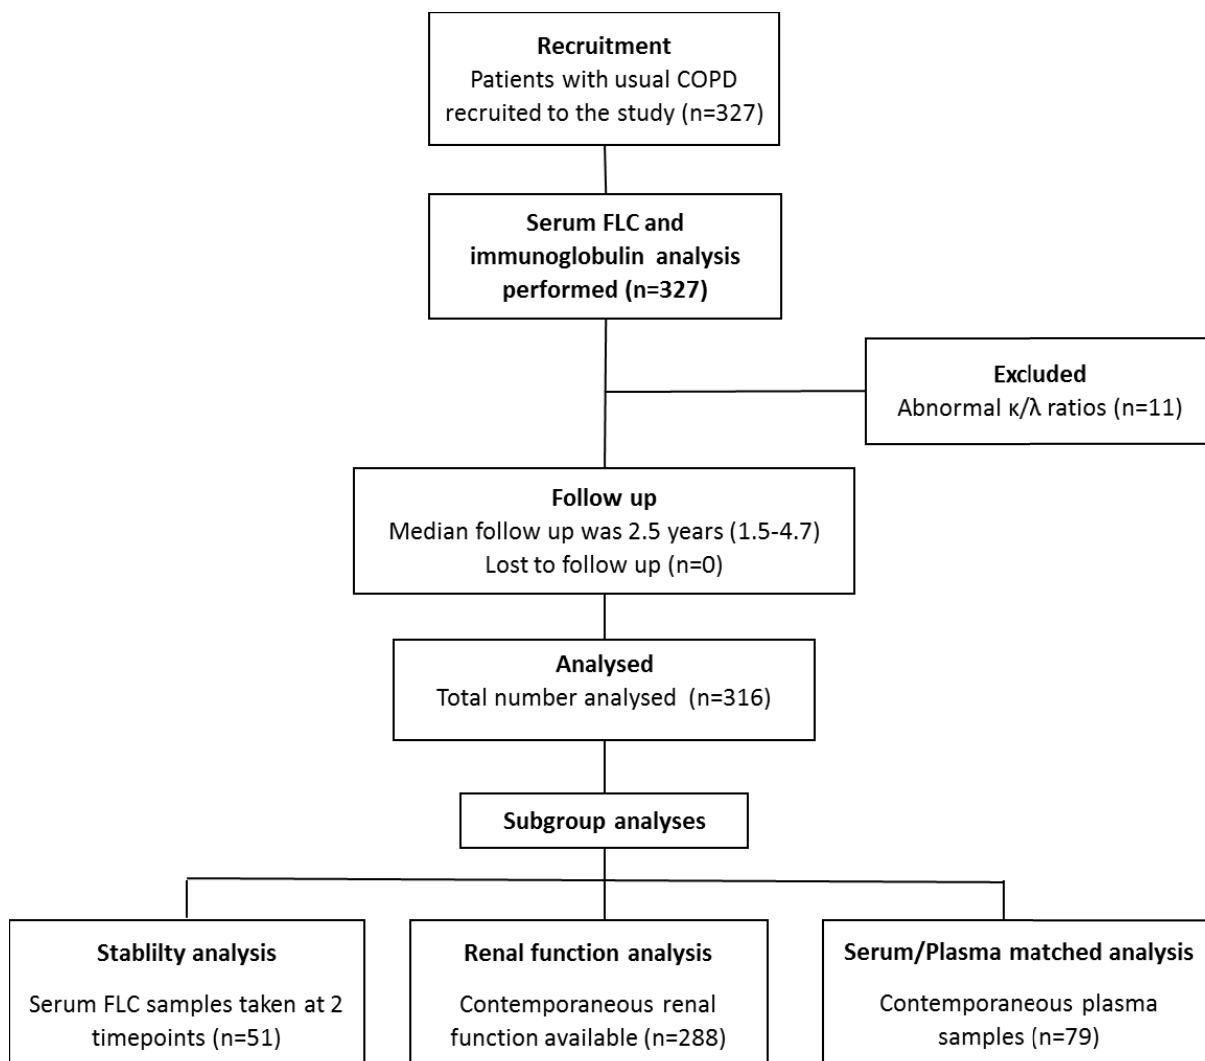 Recruitment
Patients with usual COPD
recruited to the study (n=327)
Serum FLC and
immunoglobulin analysis
performed (n=327)
Excluded
Abnormal κ/λ ratios (n=11)
Follow up
Median follow up was 2.5 years (1.5-4.7)
Lost to follow up (n=0)
Analysed
Total number analysed (n=316)
Subgroup analyses
Stablilty analysis
Serum FLC samples taken at 2
timepoints (n=51)
Renal function analysis
Contemporaneous renal
function available (n=288)
Serum/Plasma matched analysis
Contemporaneous plasma
samples (n=79)